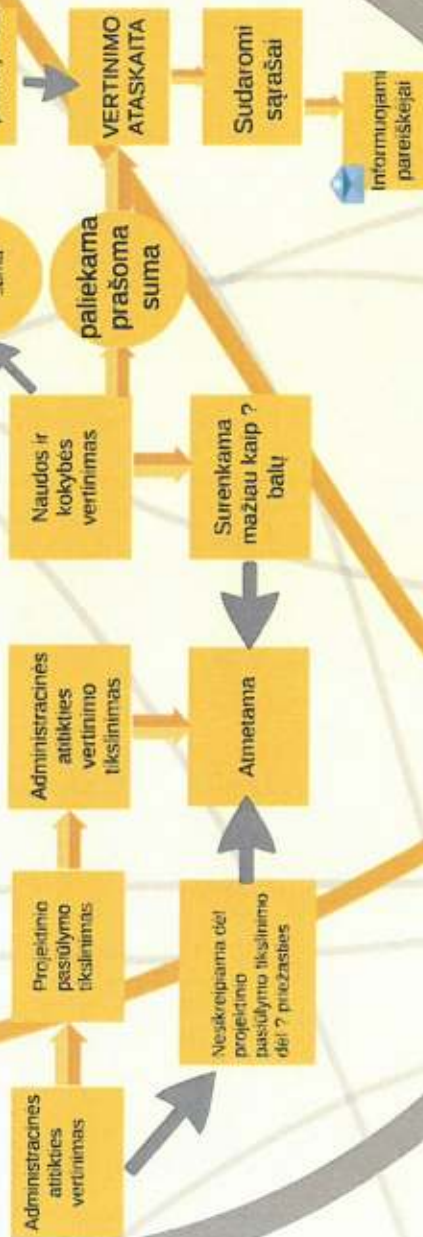 Administracinės
atitikties
vertinimas
Projektinio
pasiūlymo
tikslinimas
Administracinės
atitikties
vertinimo
tikslinimas
Naudos ir
kokybės
vertinimas
paliekama
prašoma
suma
VERTINIMO
ATASKAITA
Sudaromi
sąrašai
Informuojami
pareiškėjai
Nesikreipiama dėl
projektinio
pasiūlymo tikslinimo
dėl ? priežasties
Atmetama
Surenkama
mažiau kaip ?
balų